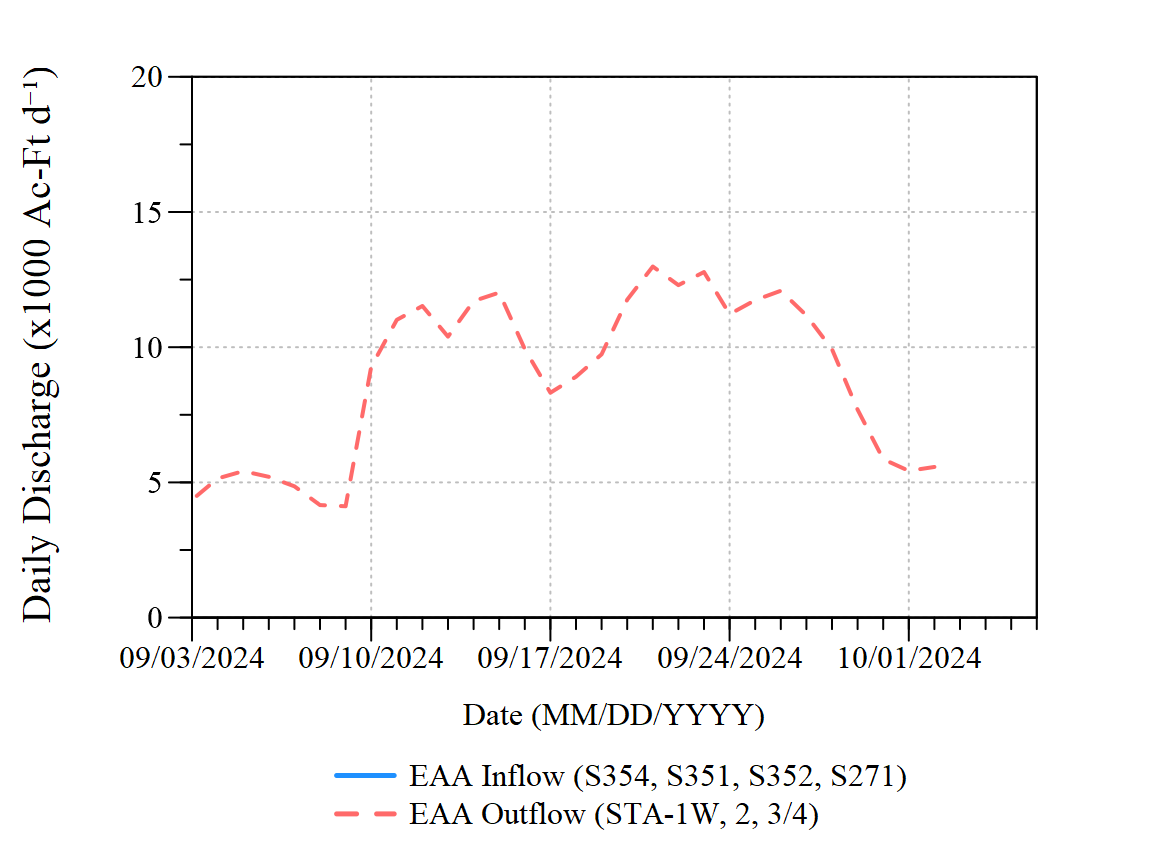 Daily Discharge (x1000 Ac-Ft d⁻¹)
20
15
10
5
0
09/03/2024 09/10/2024 09/17/2024 09/24/2024 10/01/2024
Date (MM/DD/YYYY)
EAA Inflow (S354, S351, S352, S271)
EAA Outflow (STA-1W, 2, 3/4)